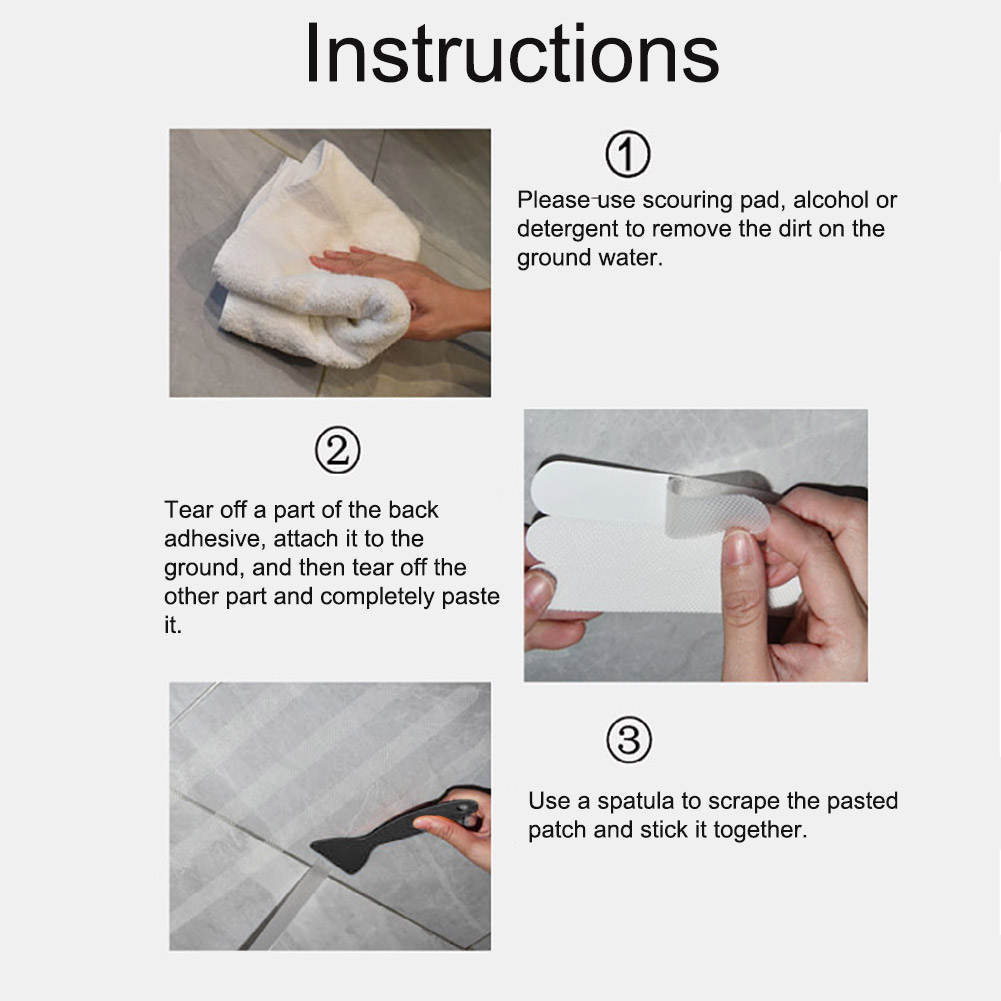 Instructions
①
Please-use scouring pad, alcohol or
detergent to remove the dirt on the
ground water.
②
Tear off a part of the back
adhesive, attach it to the
ground, and then tear off the
other part and completely paste
it.
③
Use a spatula to scrape the pasted
patch and stick it together.